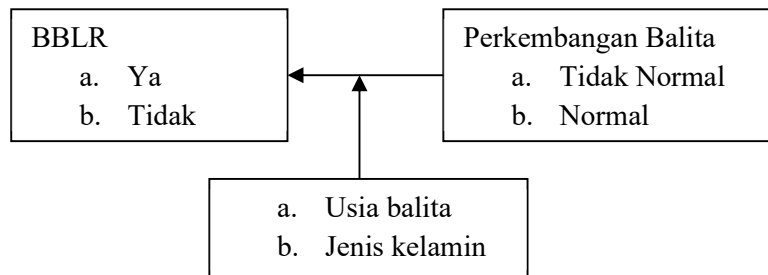 BBLR
a. Ya
b. Tidak
Perkembangan Balita
a. Tidak Normal
b. Normal
a. Usia balita
b. Jenis kelamin